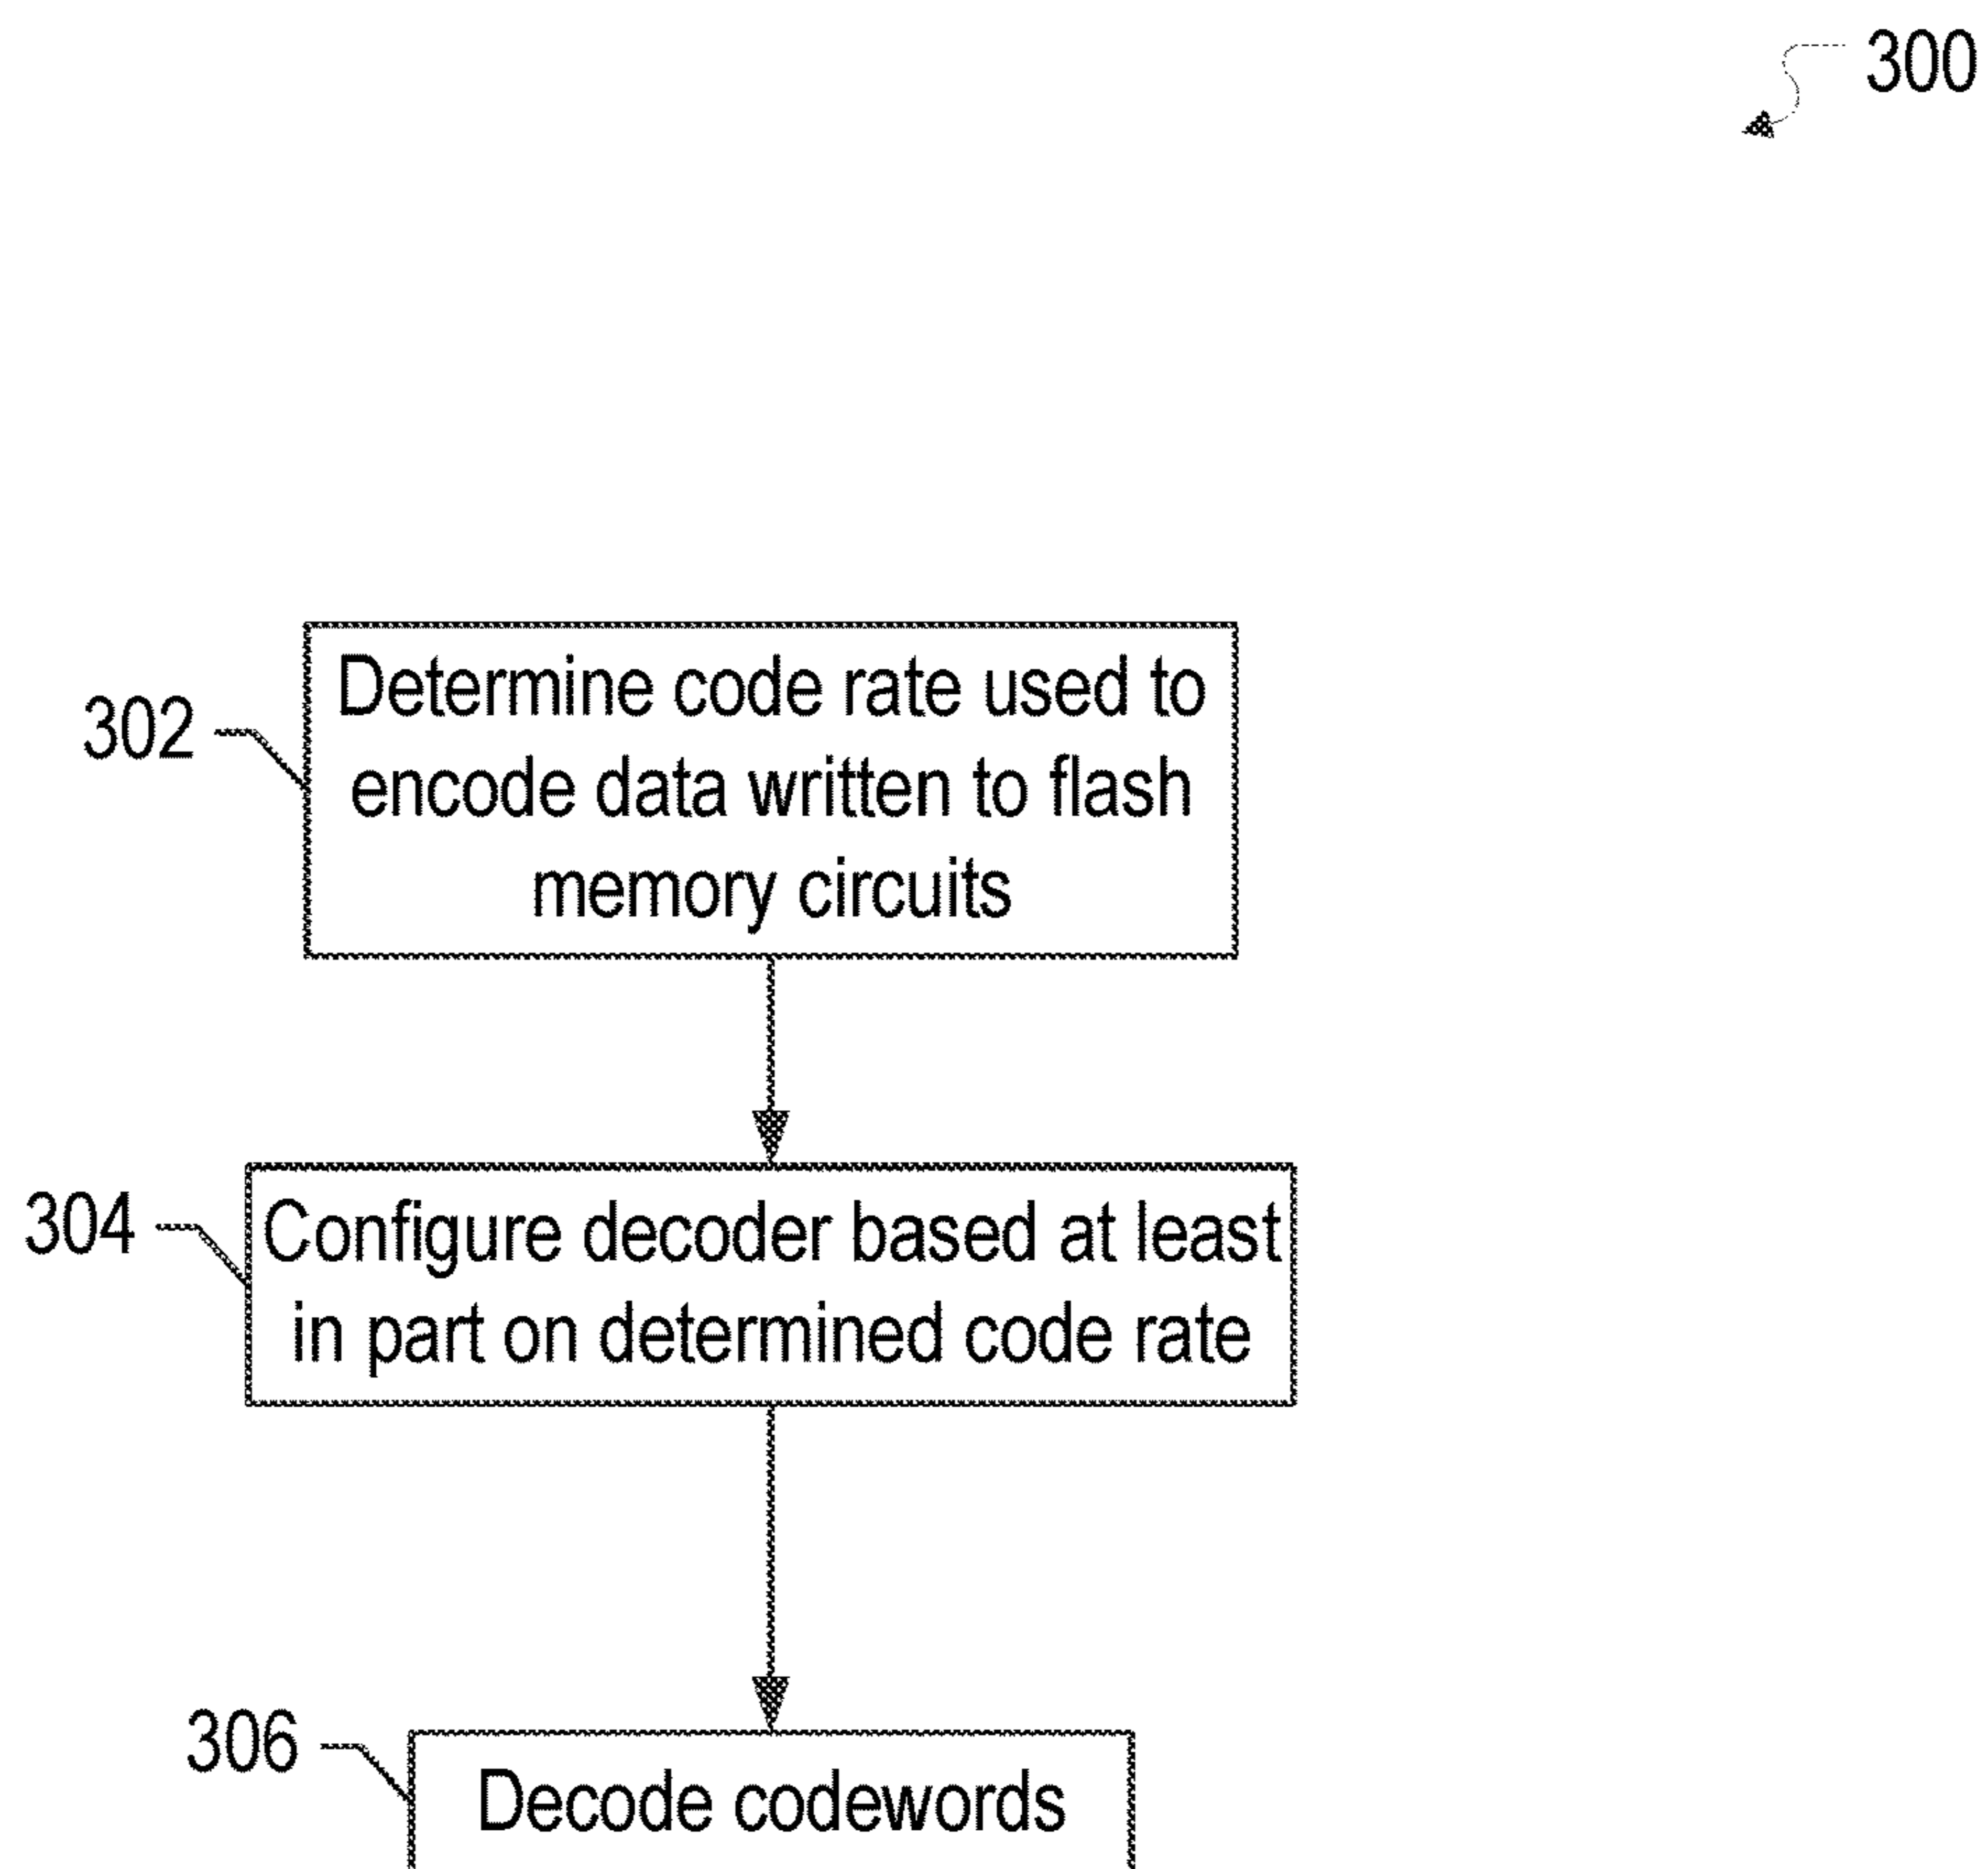 300
302
Determine code rate used to
encode data written to flash
memory circuits
304
Configure decoder based at least
in part on determined code rate
306
Decode codewords